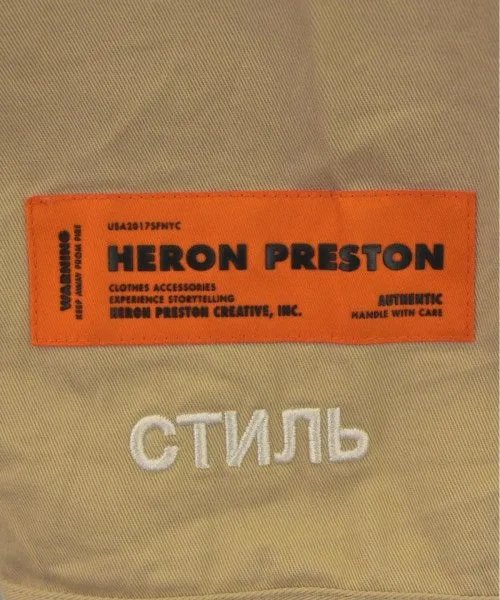 WARNING
KEEP AWAY FROM FIRE
USA2017SFNYC
HERON PRESTON
CLOTHES ACCESSORIES
EXPERIENCE STORYTELLING
HERON PRESTON CREATIVE, INC.
AUTHENTIC
HANDLE WITH CARE
СТИЛЬ